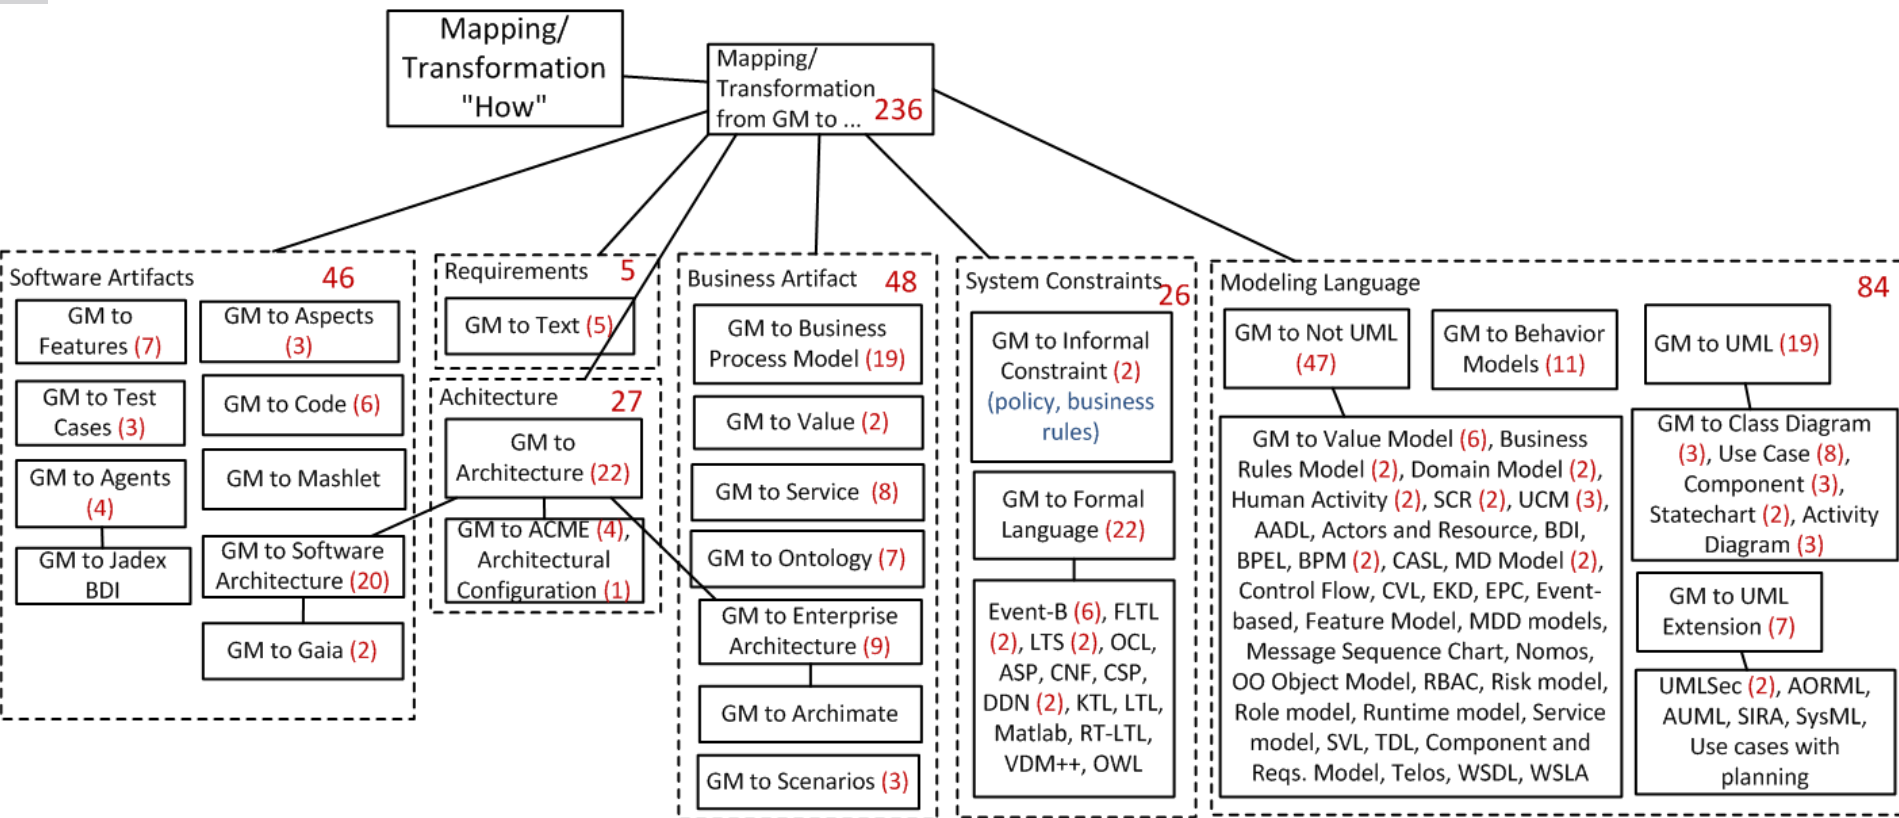 Mapping/
Transformation
"How"
Mapping/
Transformation
from GM to ...
236
Software Artifacts
46
GM to
Features (7)
GM to Aspects
(3)
GM to Test
Cases (3)
GM to Code (6)
GM to Agents
(4)
GM to Mashlet
GM to Jadex
BDI
GM to Software
Architecture (20)
GM to Gaia (2)
Requirements
5
GM to Text (5)
Achitecture
27
GM to
Architecture (22)
GM to ACME (4),
Architectural
Configuration (1)
Business Artifact
48
GM to Business
Process Model (19)
GM to Value (2)
GM to Service (8)
GM to Ontology (7)
GM to Enterprise
Architecture (9)
GM to Archimate
GM to Scenarios (3)
System Constraints
26
GM to Informal
Constraint (2)
(policy, business
rules)
GM to Formal
Language (22)
Event-B (6), FLTL
(2), LTS (2), OCL,
ASP, CNF, CSP,
DDN (2), KTL, LTL,
Matlab, RT-LTL,
VDM++, OWL
Modeling Language
84
GM to Not UML
(47)
GM to Behavior
Models (11)
GM to UML (19)
GM to Value Model (6), Business
Rules Model (2), Domain Model (2),
Human Activity (2), SCR (2), UCM (3),
AADL, Actors and Resource, BDI,
BPEL, BPM (2), CASL, MD Model (2),
Control Flow, CVL, EKD, EPC, Event-
based, Feature Model, MDD models,
Message Sequence Chart, Nomos,
OO Object Model, RBAC, Risk model,
Role model, Runtime model, Service
model, SVL, TDL, Component and
Reqs. Model, Telos, WSDL, WSLA
GM to Class Diagram
(3), Use Case (8),
Component (3),
Statechart (2), Activity
Diagram (3)
GM to UML
Extension (7)
UMLSec (2), AORML,
AUML, SIRA, SysML,
Use cases with
planning